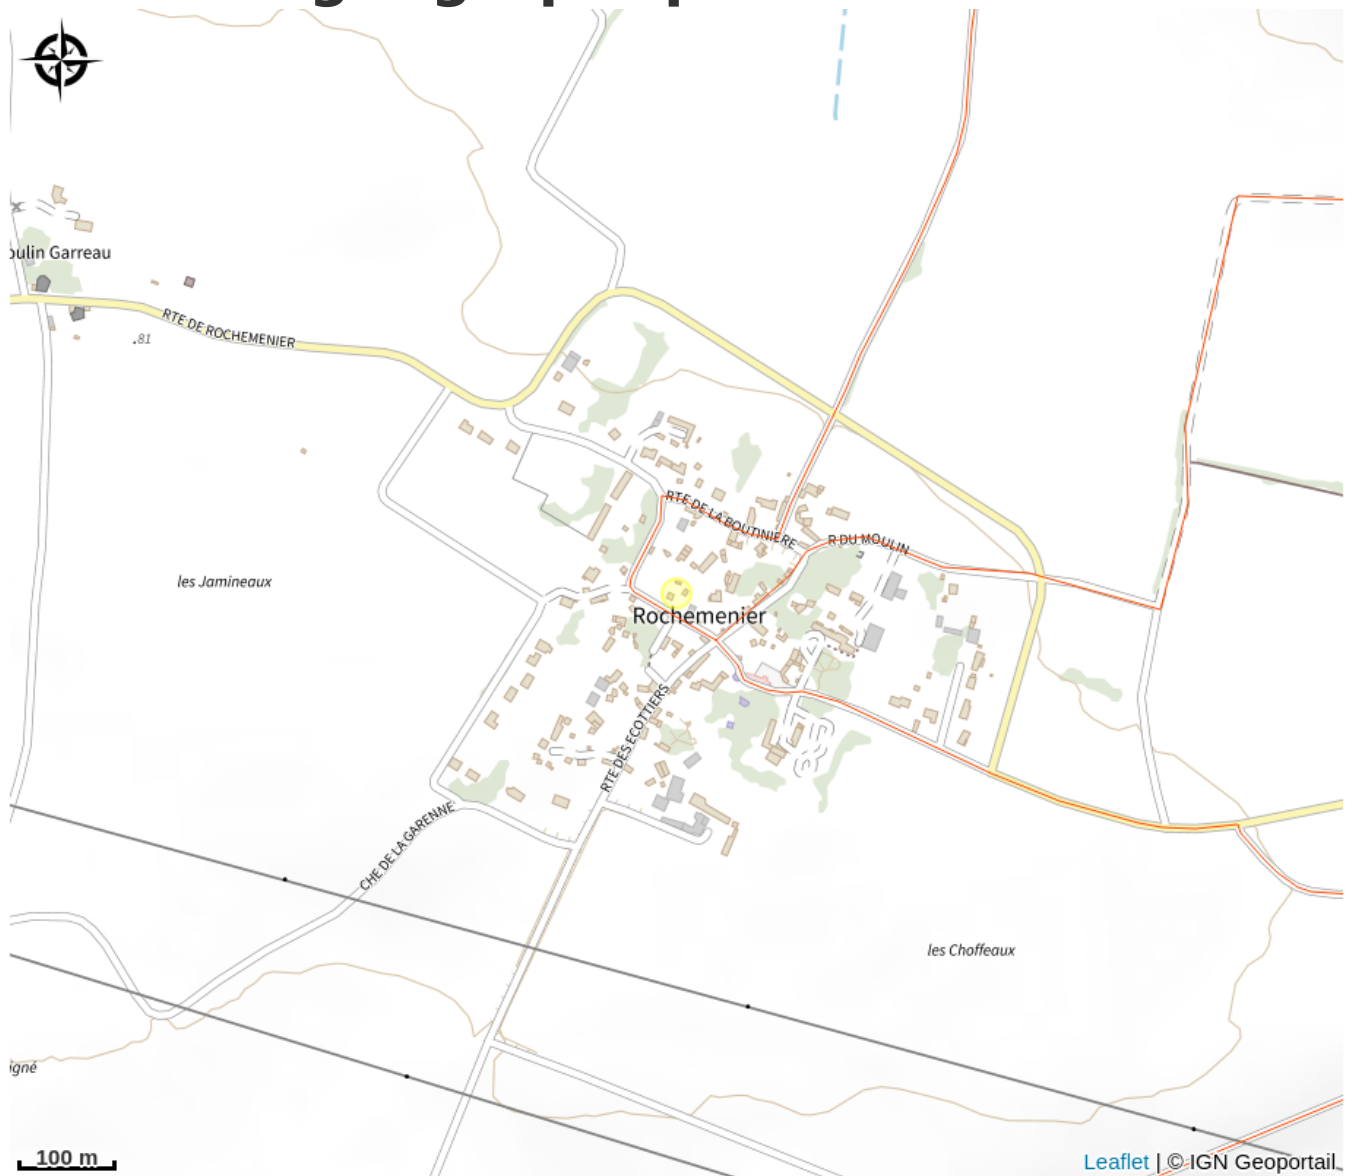 oulin Garreau
RTE DE ROCHEMENIER
.81
RTE DE LA BOUTINIERE
R DU MOULIN
les Jamineaux
Rochemenier
RTE DES ECOTTIERS
CHE DE LA GARENNE
les Choffeaux
igné
100 m
Leaflet | © IGN Geoportail